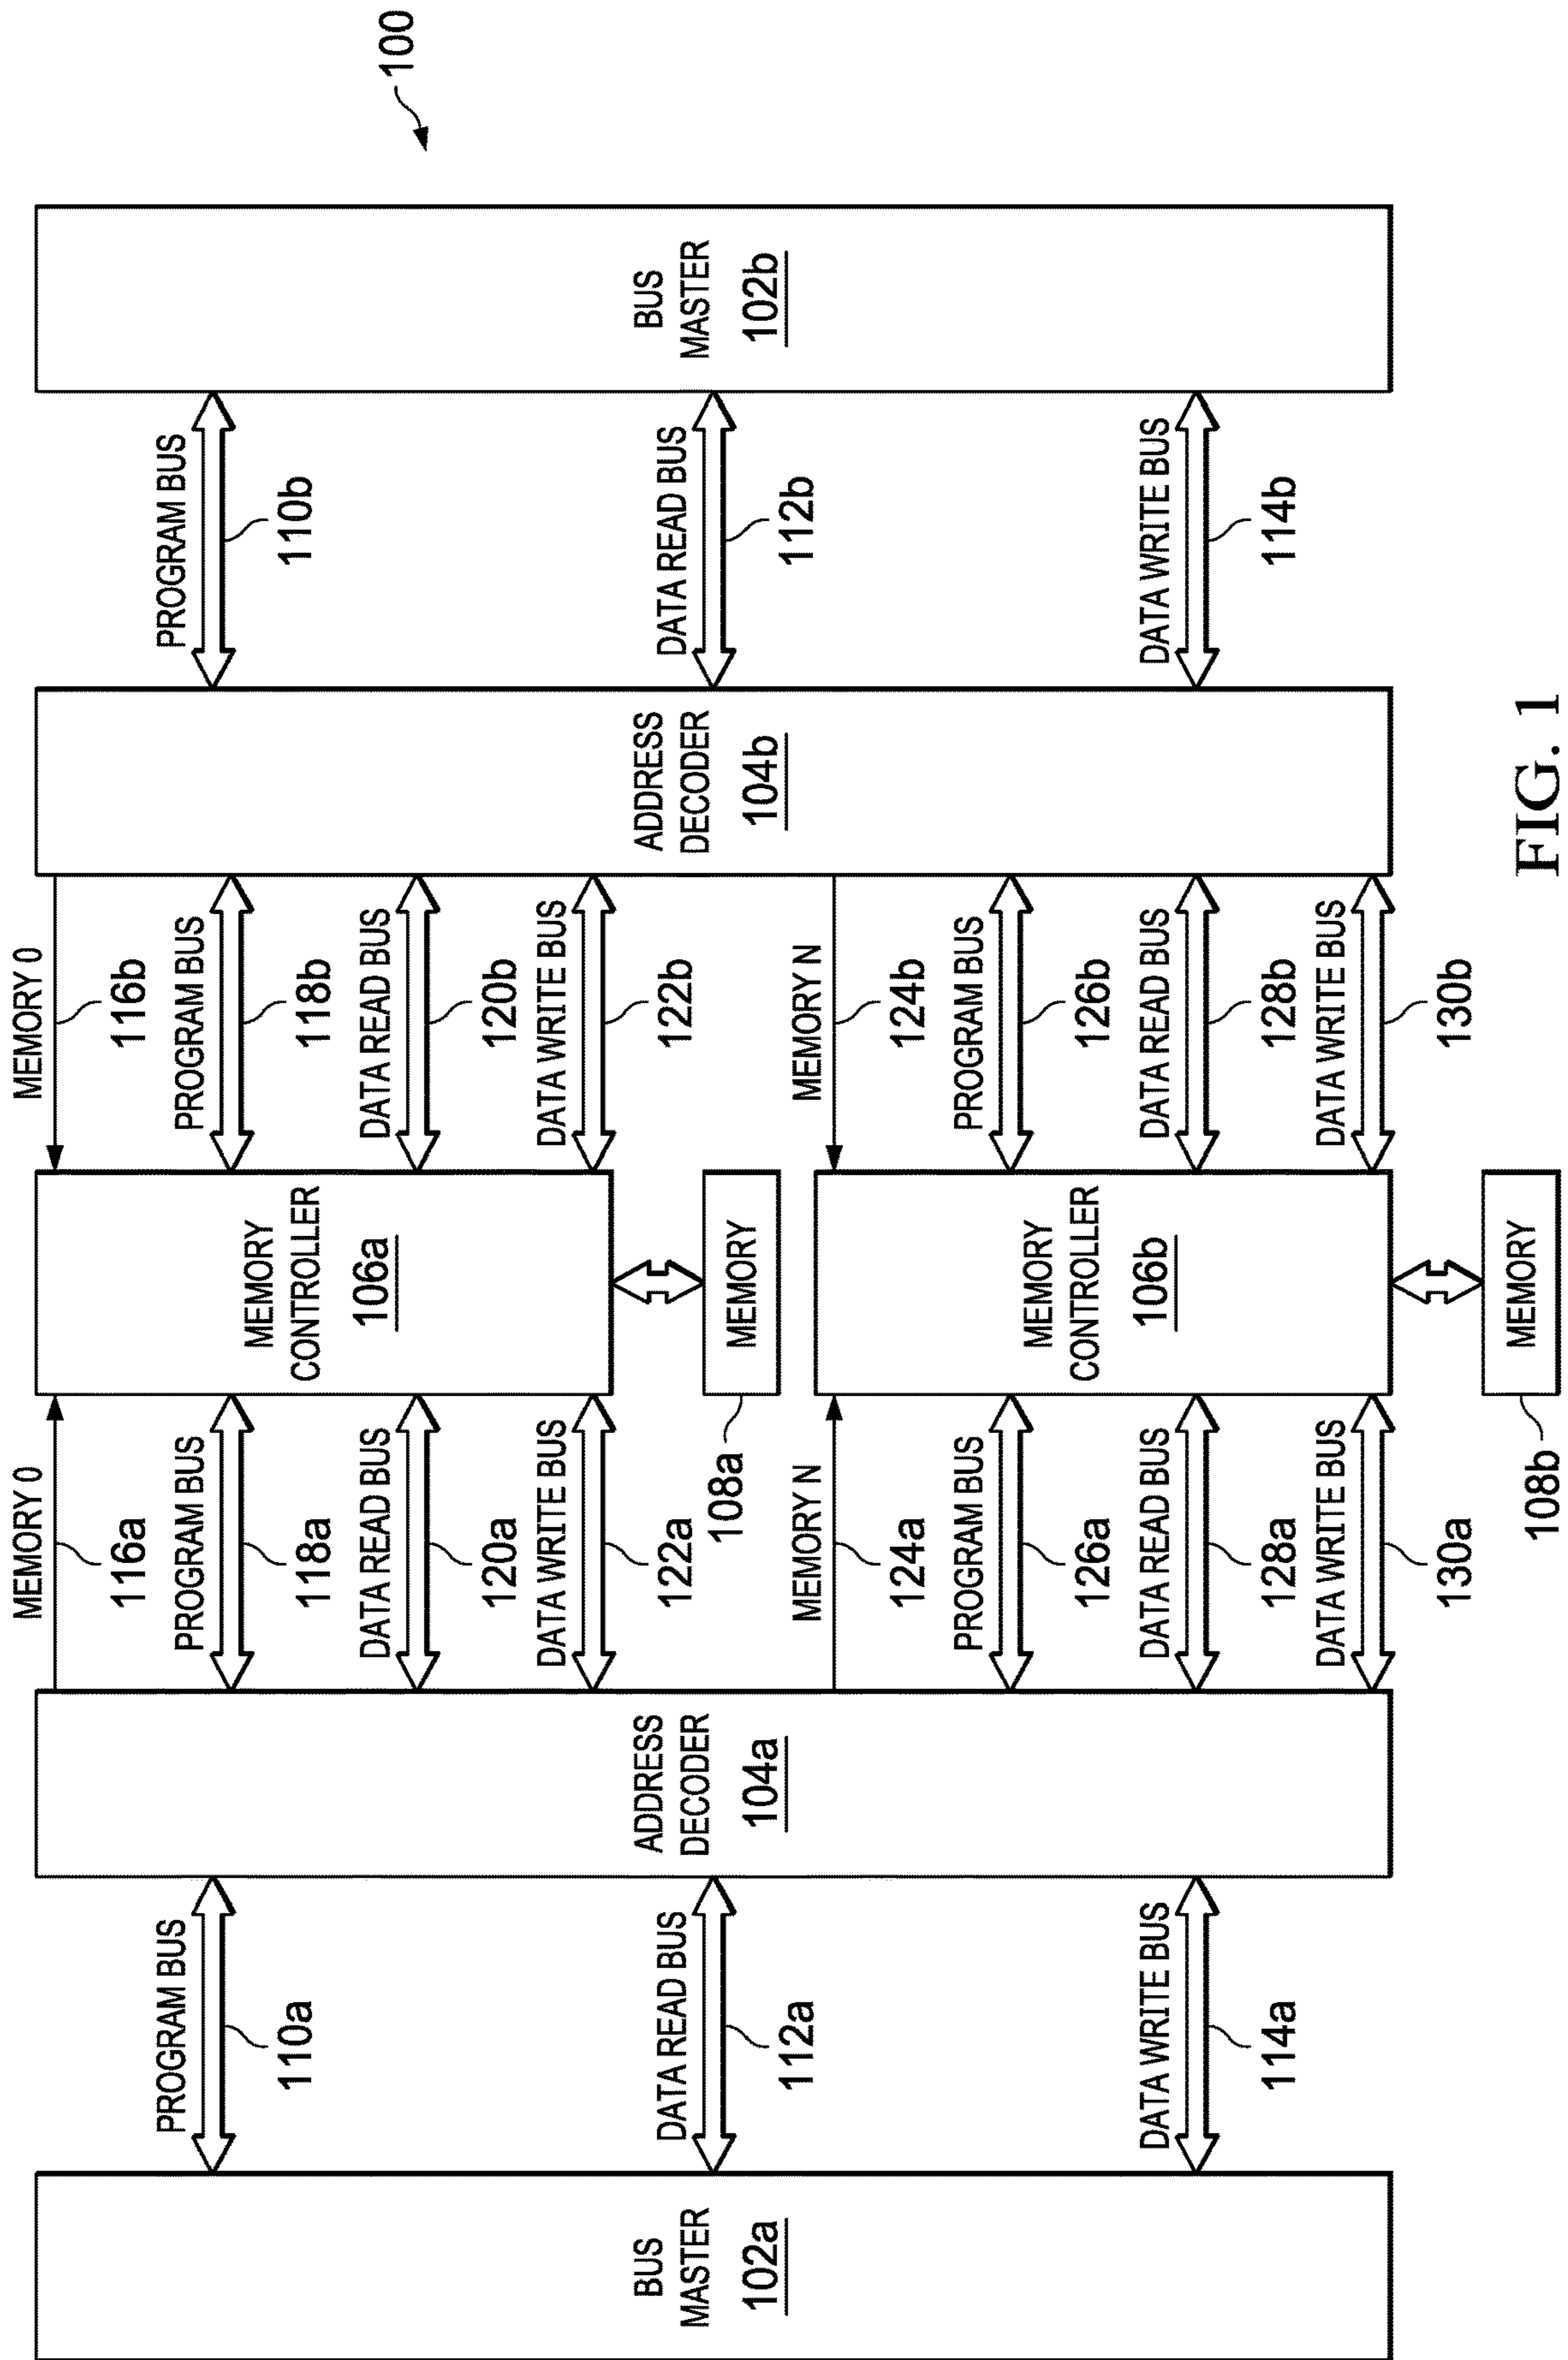 100
BUS
MASTER
102a
PROGRAM BUS
110a
DATA READ BUS
112a
DATA WRITE BUS
114a
ADDRESS
DECODER
104a
MEMORY 0
116a
PROGRAM BUS
118a
DATA READ BUS
120a
DATA WRITE BUS
122a
MEMORY N
124a
PROGRAM BUS
126a
DATA READ BUS
128a
DATA WRITE BUS
130a
MEMORY
CONTROLLER
106a
MEMORY
108a
MEMORY
CONTROLLER
106b
MEMORY
108b
MEMORY 0
116b
PROGRAM BUS
118b
DATA READ BUS
120b
DATA WRITE BUS
122b
MEMORY N
124b
PROGRAM BUS
126b
DATA READ BUS
128b
DATA WRITE BUS
130b
ADDRESS
DECODER
104b
PROGRAM BUS
110b
DATA READ BUS
112b
DATA WRITE BUS
114b
BUS
MASTER
102b
FIG. 1